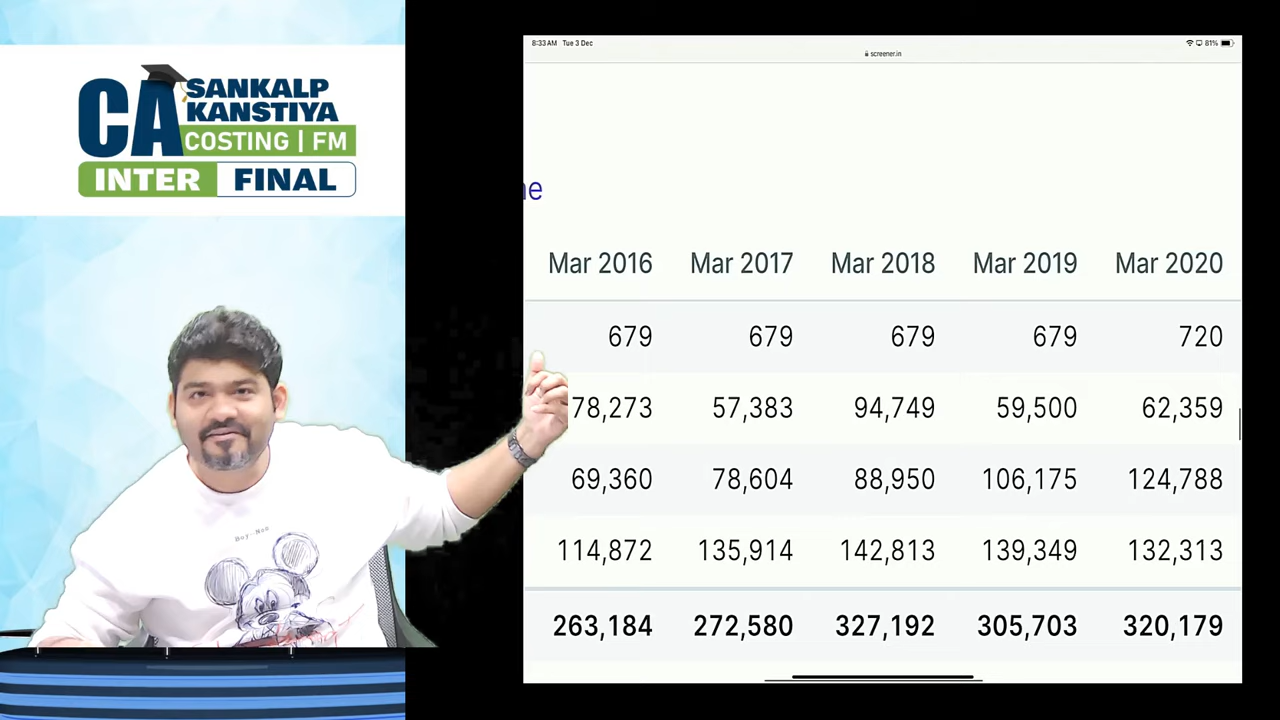 CA SANKALP
KANSTIYA
COSTING | FM
INTER FINAL
Boy. Moo
8:33 AM Tue 3 Dec
screener.in
81%
Mar 2016 Mar 2017 Mar 2018 Mar 2019 Mar 2020
679 679 679 679 720
78,273 57,383 94,749 59,500 62,359
69,360 78,604 88,950 106,175 124,788
114,872 135,914 142,813 139,349 132,313
263,184 272,580 327,192 305,703 320,179